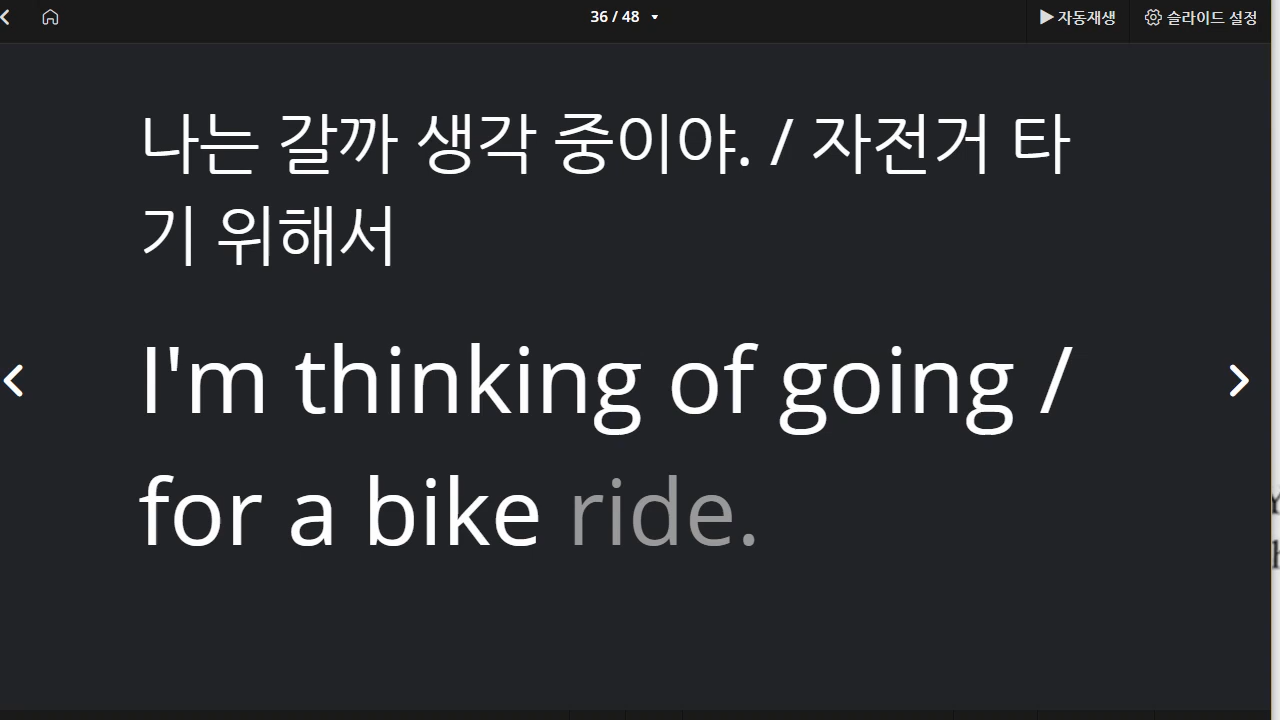 36 / 48
자동재생
슬라이드 설정
나는 갈까 생각 중이야. / 자전거 타
기 위해서
I'm thinking of going /
for a bike ride.